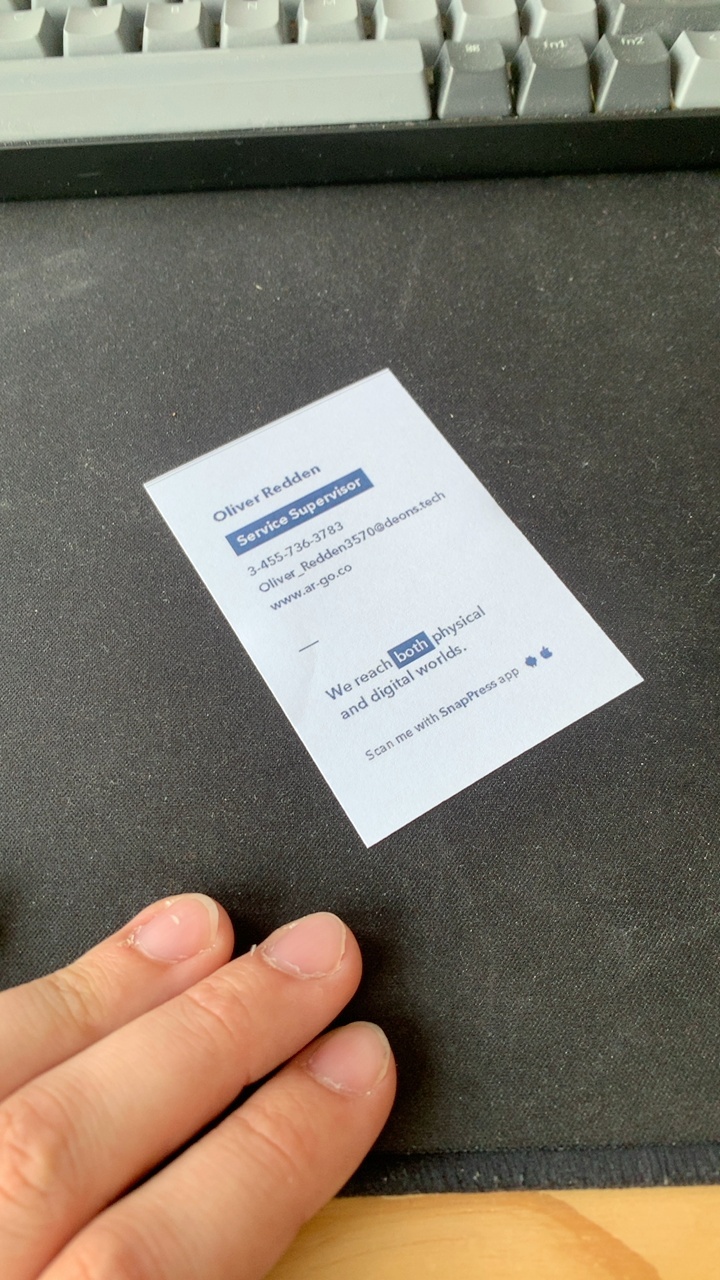 B
N
M
fn1
fn2
Oliver Redden
Service Supervisor
3-455-736-3783
Oliver_Redden3570@deons.tech
www.ar-go.co
We reach both physical
and digital worlds.
Scan me with SnapPress app